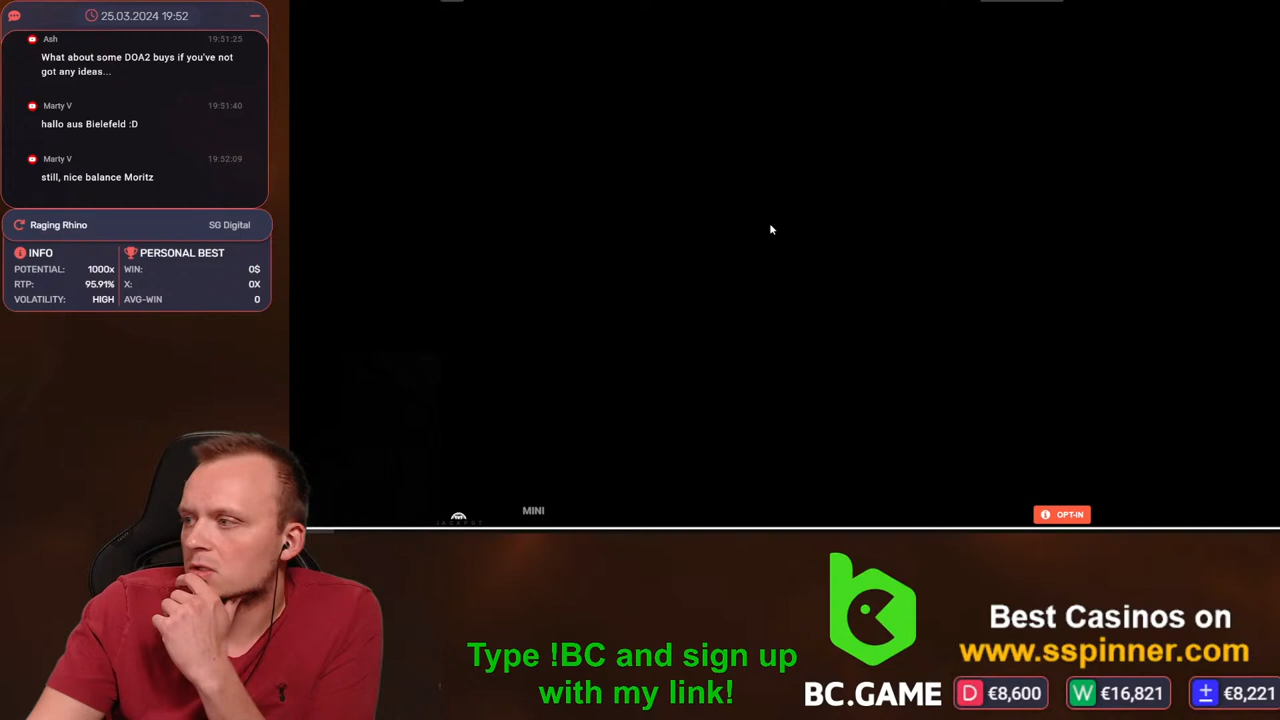 25.03.2024 19:52
Ash 19:51:25
What about some DOA2 buys if you've not
got any ideas...
Marty V 19:51:40
hallo aus Bielefeld :D
Marty V 19:52:09
still, nice balance Moritz
Raging Rhino SG Digital
INFO
POTENTIAL: 1000x
RTP: 95.91%
VOLATILITY: HIGH
PERSONAL BEST
WIN: 0$
X: 0X
AVG-WIN 0
JACKPOT
MINI
OPT-IN
Type !BC and sign up
with my link!
BC.GAME
Best Casinos on
www.sspinner.com
D €8,600
W €16,821
± €8,221